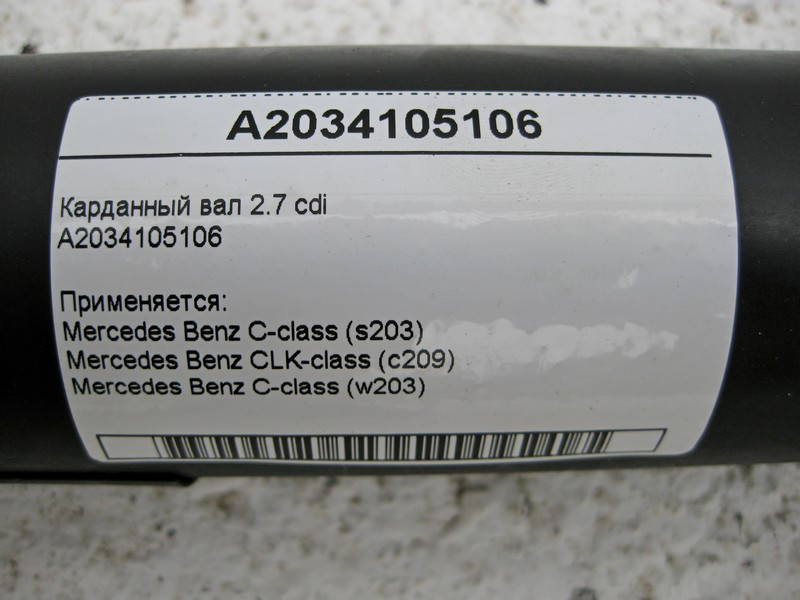 A2034105106
Карданный вал 2.7 cdi
A2034105106
Применяется:
Mercedes Benz C-class (s203)
Mercedes Benz CLK-class (c209)
Mercedes Benz C-class (w203)